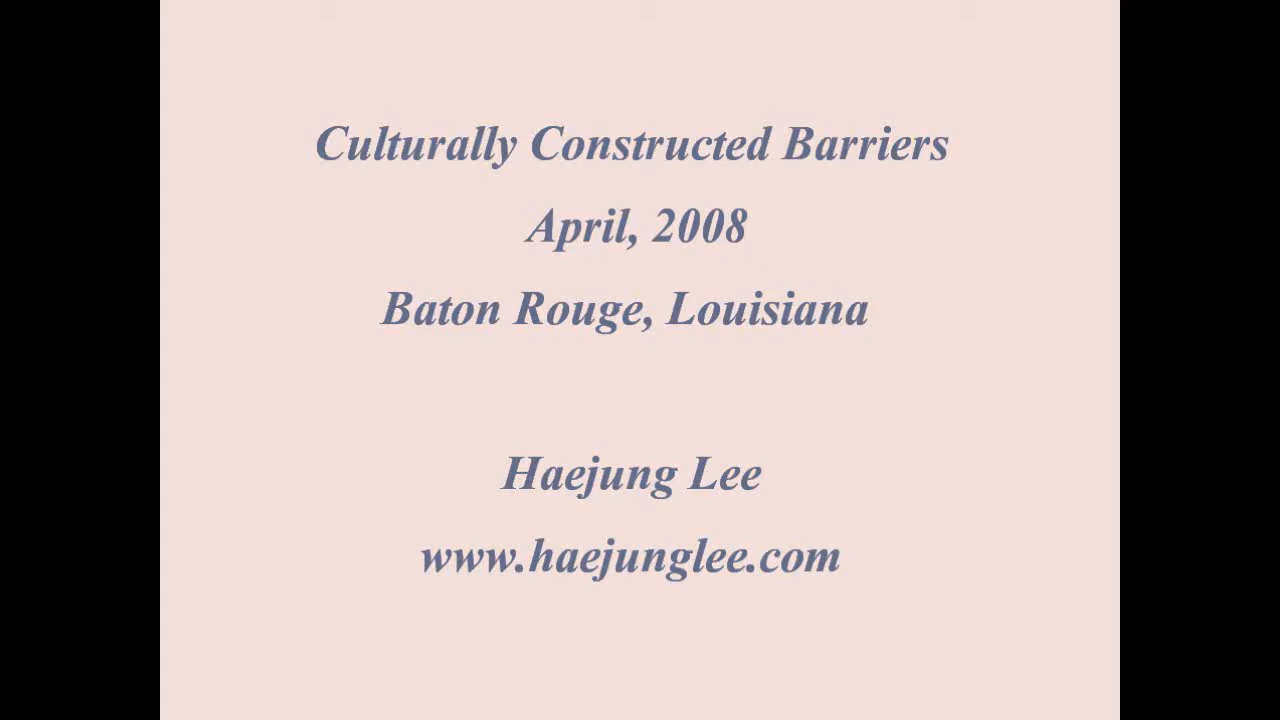 Culturally Constructed Barriers
April, 2008
Baton Rouge, Louisiana
Haejung Lee
www.haejunglee.com